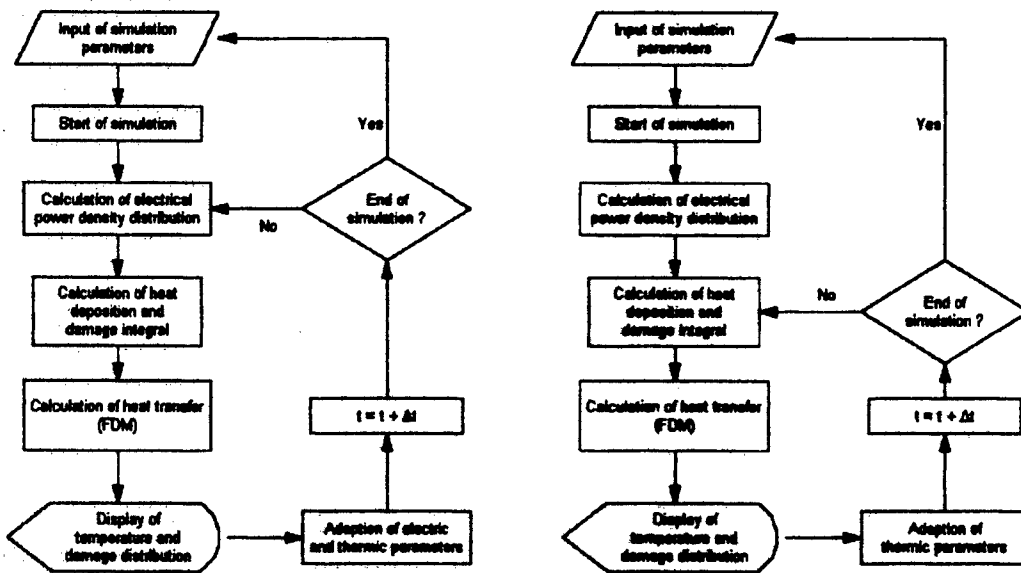 Input of simulation
parameters
Start of simulation
Calculation of electrical
power density distribution
Calculation of heat
deposition and
damage integral
Calculation of heat transfer
(FDM)
Display of
temperature and
damage distribution
Adaption of electric
and thermic parameters
t = t + Δt
End of
simulation ?
Yes
No
Input of simulation
parameters
Start of simulation
Calculation of electrical
power density distribution
Calculation of heat
deposition and
damage integral
Calculation of heat transfer
(FDM)
Display of
temperature and
damage distribution
Adaption of
thermic parameters
t = t + Δt
End of
simulation ?
Yes
No